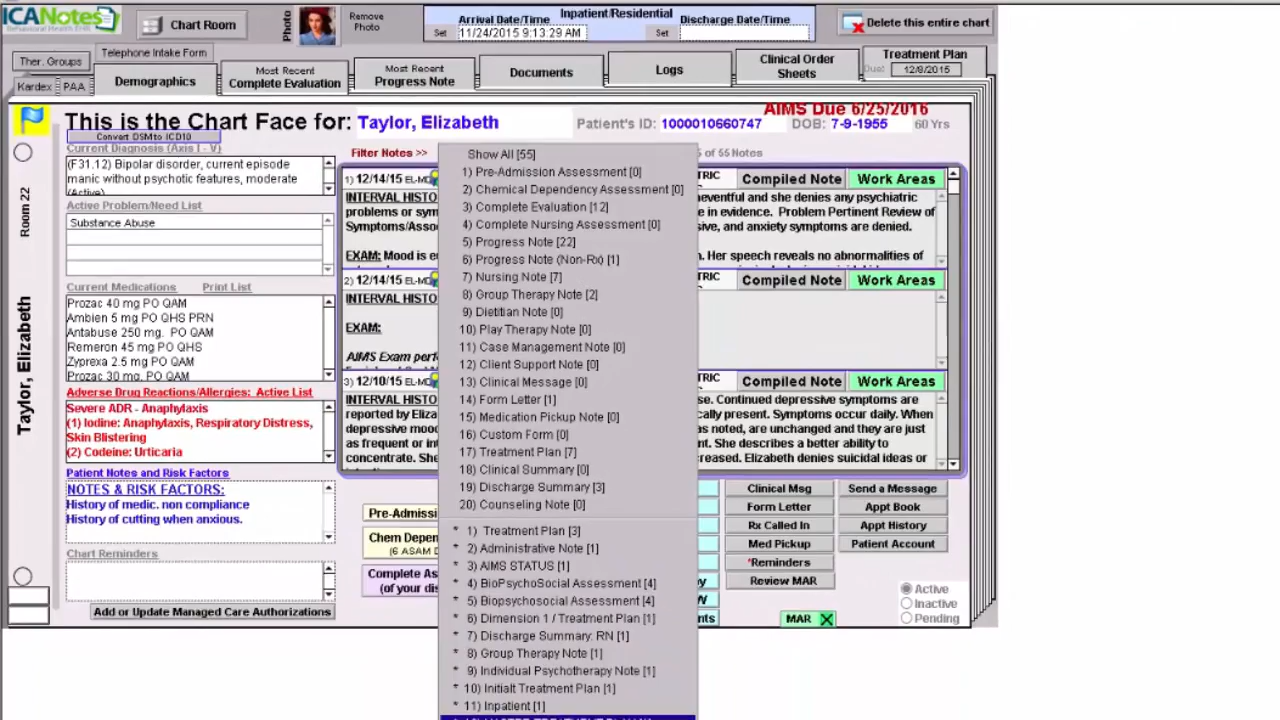 ICANotes
Behavioral Health EHR
Chart Room
Photo
Remove
Photo
Inpatient/Residential
Arrival Date/Time
Discharge Date/Time
Set
11/24/2015 9:13:29 AM
Set
Delete this entire chart
Ther. Groups
Telephone Intake Form
Kardex
PAA
Demographics
Most Recent
Complete Evaluation
Most Recent
Progress Note
Documents
Logs
Clinical Order
Sheets
Treatment Plan
Due:
12/8/2015
AIMS Due 6/25/2016
This is the Chart Face for:
Taylor, Elizabeth
Patient's ID:
1000010660747
DOB:
7-9-1955
60 Yrs
Convert DSM to ICD10
Room 22
Taylor, Elizabeth
Current Diagnosis (Axis I - V)
(F31.12) Bipolar disorder, current episode
manic without psychotic features, moderate
(Active)
Active Problem/Need List
Substance Abuse
Current Medications
Print List
Prozac 40 mg PO QAM
Ambien 5 mg PO QHS PRN
Antabuse 250 mg. PO QAM
Remeron 45 mg PO QHS
Zyprexa 2.5 mg PO QAM
Prozac 30 mg. PO QAM
Adverse Drug Reactions/Allergies: Active List
Severe ADR - Anaphylaxis
(1) Iodine: Anaphylaxis, Respiratory Distress,
Skin Blistering
(2) Codeine: Urticaria
Patient Notes and Risk Factors
NOTES & RISK FACTORS:
History of medic. non compliance
History of cutting when anxious.
Chart Reminders
Add or Update Managed Care Authorizations
Filter Notes >>
of 55 Notes
1) 12/14/15 EL-MD
TRIC
Compiled Note
Work Areas
INTERVAL HISTO
eventful and she denies any psychiatric
problems or sym
e in evidence. Problem Pertinent Review of
Symptoms/Asso
sive, and anxiety symptoms are denied.
EXAM: Mood is e
n. Her speech reveals no abnormalities of
2) 12/14/15 EL-MD
TRIC
Compiled Note
Work Areas
INTERVAL HISTO
EXAM:
AIMS Exam perf
3) 12/10/15 EL-MD
TRIC
Compiled Note
Work Areas
INTERVAL HISTO
se. Continued depressive symptoms are
reported by Eliza
cally present. Symptoms occur daily. When
depressive mood
as noted, are unchanged and they are just
as frequent or int
nt. She describes a better ability to
concentrate. She
reased. Elizabeth denies suicidal ideas or
Show All [55]
1) Pre-Admission Assessment [0]
2) Chemical Dependency Assessment [0]
3) Complete Evaluation [12]
4) Complete Nursing Assessment [0]
5) Progress Note [22]
6) Progress Note (Non-Rx) [1]
7) Nursing Note [7]
8) Group Therapy Note [2]
9) Dietitian Note [0]
10) Play Therapy Note [0]
11) Case Management Note [0]
12) Client Support Note [0]
13) Clinical Message [0]
14) Form Letter [1]
15) Medication Pickup Note [0]
16) Custom Form [0]
17) Treatment Plan [7]
18) Clinical Summary [0]
19) Discharge Summary [3]
20) Counseling Note [0]
* 1) Treatment Plan [3]
* 2) Administrative Note [1]
* 3) AIMS STATUS [1]
* 4) BioPsychoSocial Assessment [4]
* 5) Biopsychosocial Assessment [4]
* 6) Dimension 1 / Treatment Plan [1]
* 7) Discharge Summary: RN [1]
* 8) Group Therapy Note [1]
* 9) Individual Psychotherapy Note [1]
* 10) Initialt Treatment Plan [1]
* 11) Inpatient [1]
Pre-Admissi
Chem Depen
(6 ASAM D
Complete As
(of your dis
Clinical Msg
Send a Message
Form Letter
Appt Book
Rx Called In
Appt History
Med Pickup
Patient Account
*Reminders
Review MAR
MAR
Active
Inactive
Pending